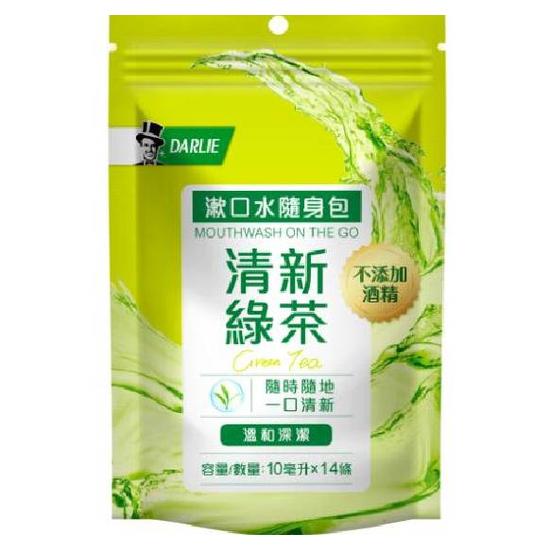 DARLIE
漱口水隨身包
MOUTHWASH ON THE GO
清新
綠茶
Green Tea
不添加
酒精
隨時隨地
一口清新
溫和深潔
容量/數量:10毫升×14條